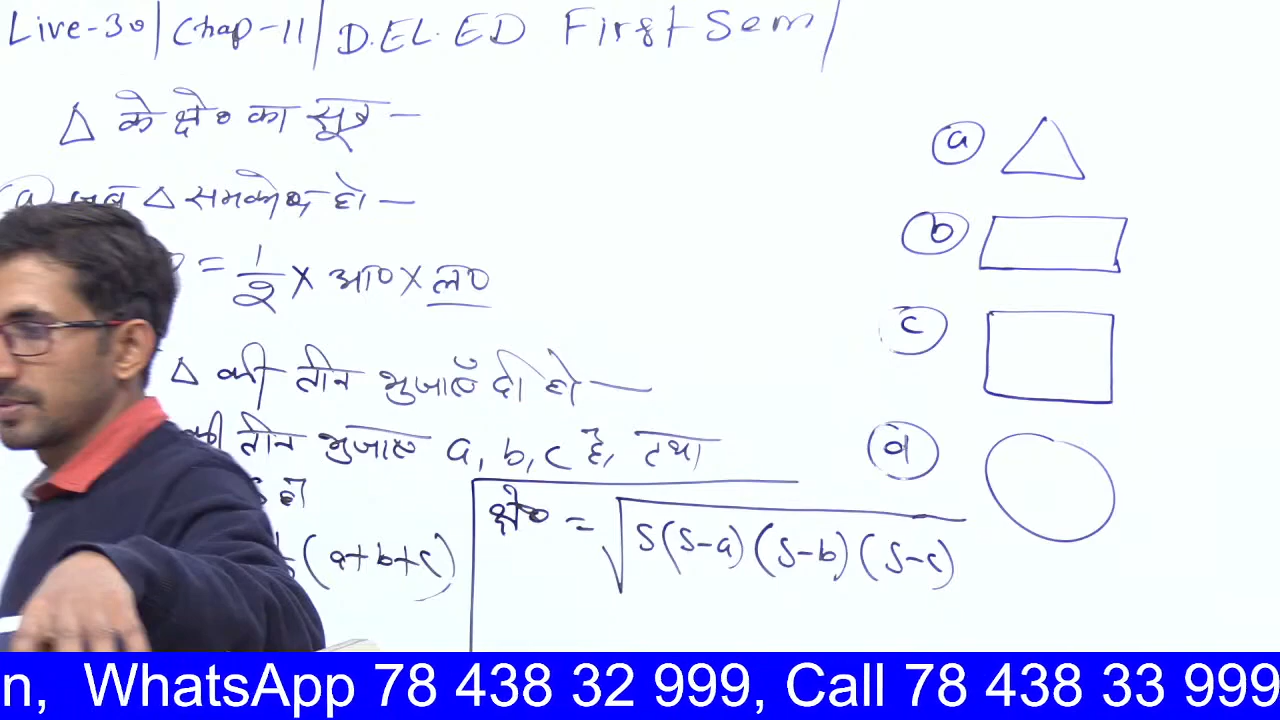 Live-30 / Chap-11 / D.EL.ED First Sem /
△ के क्षे० का सूत्र —
(a) जब △ समकोण हो —
= 1/2 × आ० × ल०
△ की तीन भुजाएँ दी हो —
की तीन भुजाए a, b, c है, तथा
हो
(a+b+c)
क्षे० = √S(S-a)(S-b)(S-c)
(a)
(b)
(c)
(d)
n, WhatsApp 78 438 32 999, Call 78 438 33 999